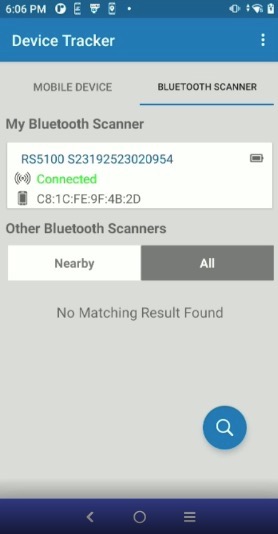 6:06 PM
Device Tracker
MOBILE DEVICE
BLUETOOTH SCANNER
My Bluetooth Scanner
RS5100 S23192523020954
Connected
C8:1C:FE:9F:4B:2D
Other Bluetooth Scanners
Nearby
All
No Matching Result Found